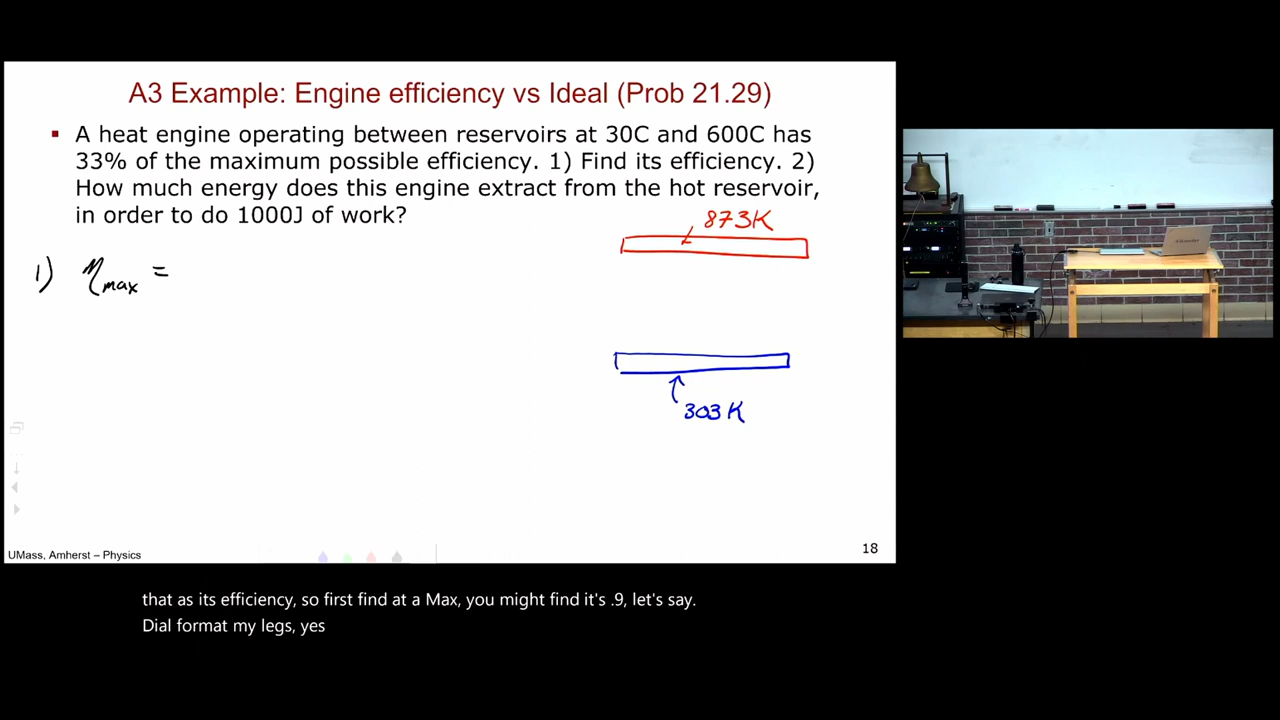 A3 Example: Engine efficiency vs Ideal (Prob 21.29)
▪ A heat engine operating between reservoirs at 30C and 600C has
33% of the maximum possible efficiency. 1) Find its efficiency. 2)
How much energy does this engine extract from the hot reservoir,
in order to do 1000J of work?
873K
1) η max =
303K
UMass, Amherst – Physics
18
that as its efficiency, so first find at a Max, you might find it's .9, let's say.
Dial format my legs, yes